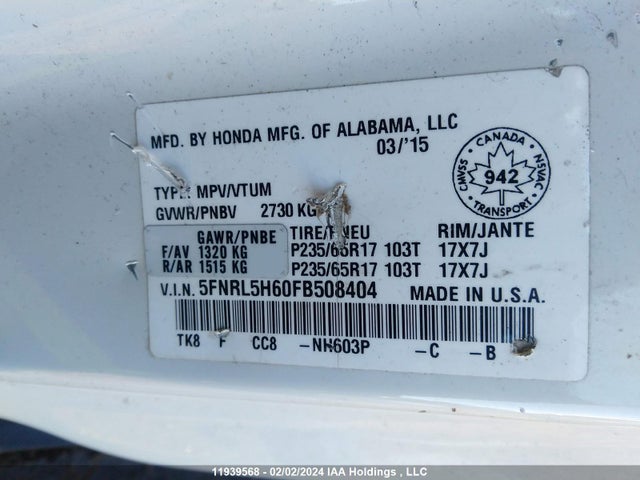 MFD. BY HONDA MFG. OF ALABAMA, LLC
03/'15
CANADA
CMVSS 942 NSVAC
TRANSPORT
TYPE: MPV/VTUM
GVWR/PNBV 2730 KG
GAWR/PNBE TIRE/PNEU RIM/JANTE
F/AV 1320 KG P235/65R17 103T 17X7J
R/AR 1515 KG P235/65R17 103T 17X7J
V.I.N. 5FNRL5H60FB508404 MADE IN U.S.A.
TK8 F CC8 -NH603P -C -B
11939568 - 02/02/2024 IAA Holdings , LLC